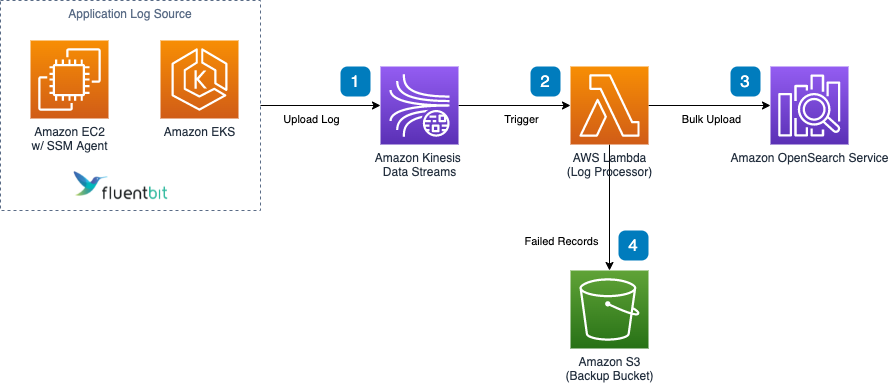 Application Log Source
Amazon EC2
w/ SSM Agent
Amazon EKS
fluentbit
1
Upload Log
Amazon Kinesis
Data Streams
2
Trigger
AWS Lambda
(Log Processor)
3
Bulk Upload
Amazon OpenSearch Service
Failed Records
4
Amazon S3
(Backup Bucket)